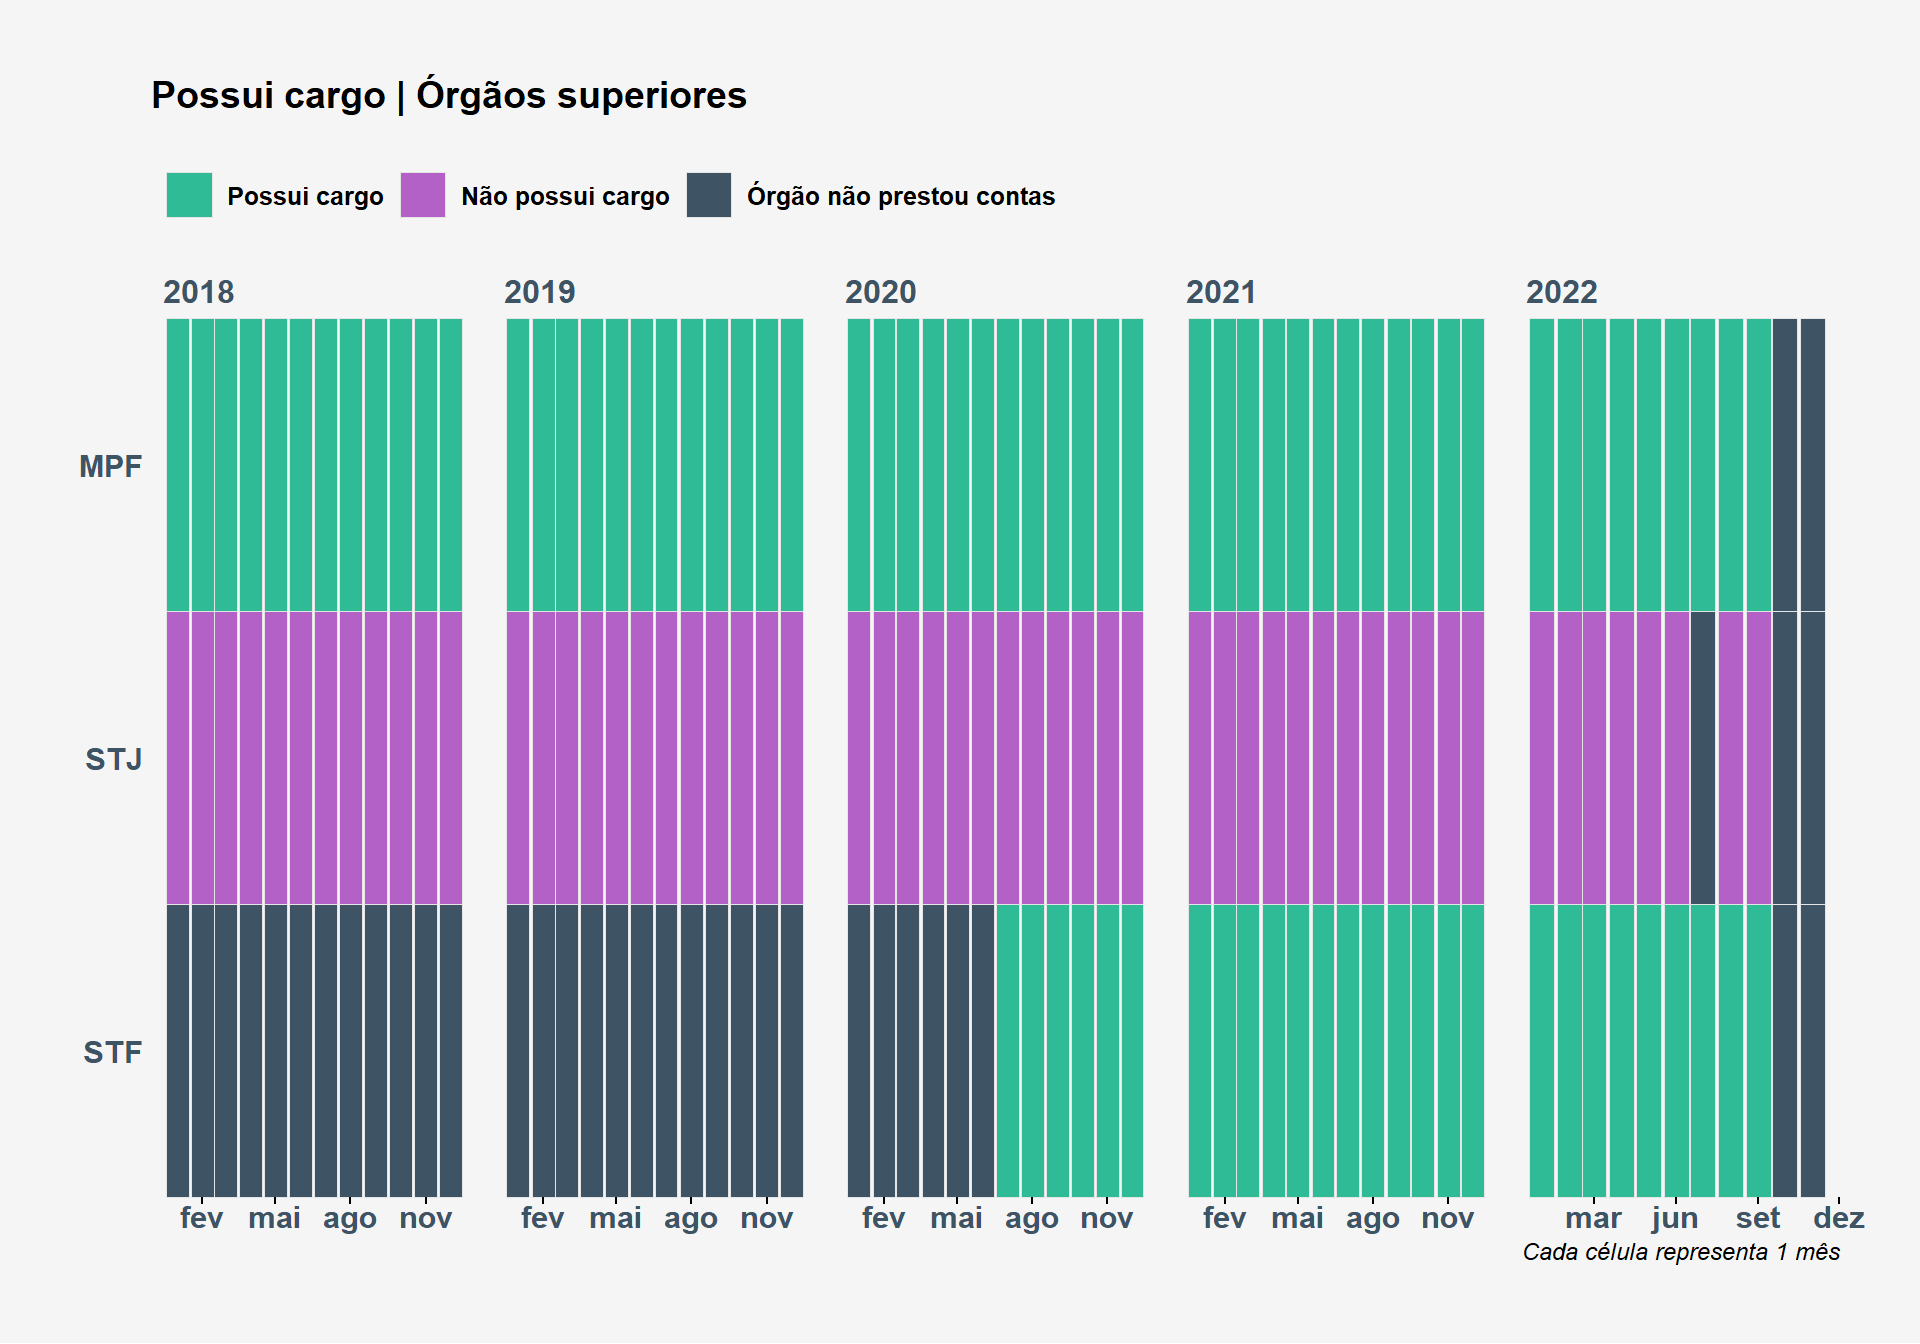 Possui cargo | Órgãos superiores
Possui cargo Não possui cargo Órgão não prestou contas
2018 2019 2020 2021 2022
MPF
STJ
STF
fev mai ago nov fev mai ago nov fev mai ago nov fev mai ago nov mar jun set dez
Cada célula representa 1 mês